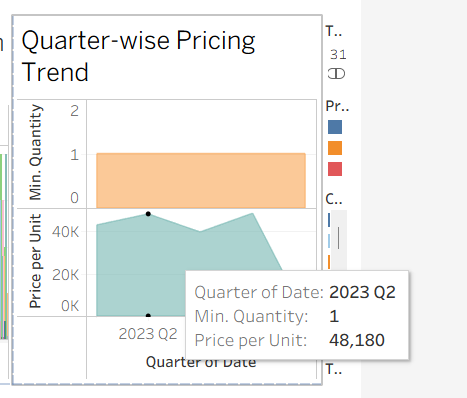 Quarter-wise Pricing
Trend
T..
31
Pr..
C..
T..
Min. Quantity
2
1
0
Price per Unit
40K
20K
0K
2023 Q2
Quarter of Date
Quarter of Date: 2023 Q2
Min. Quantity: 1
Price per Unit: 48,180